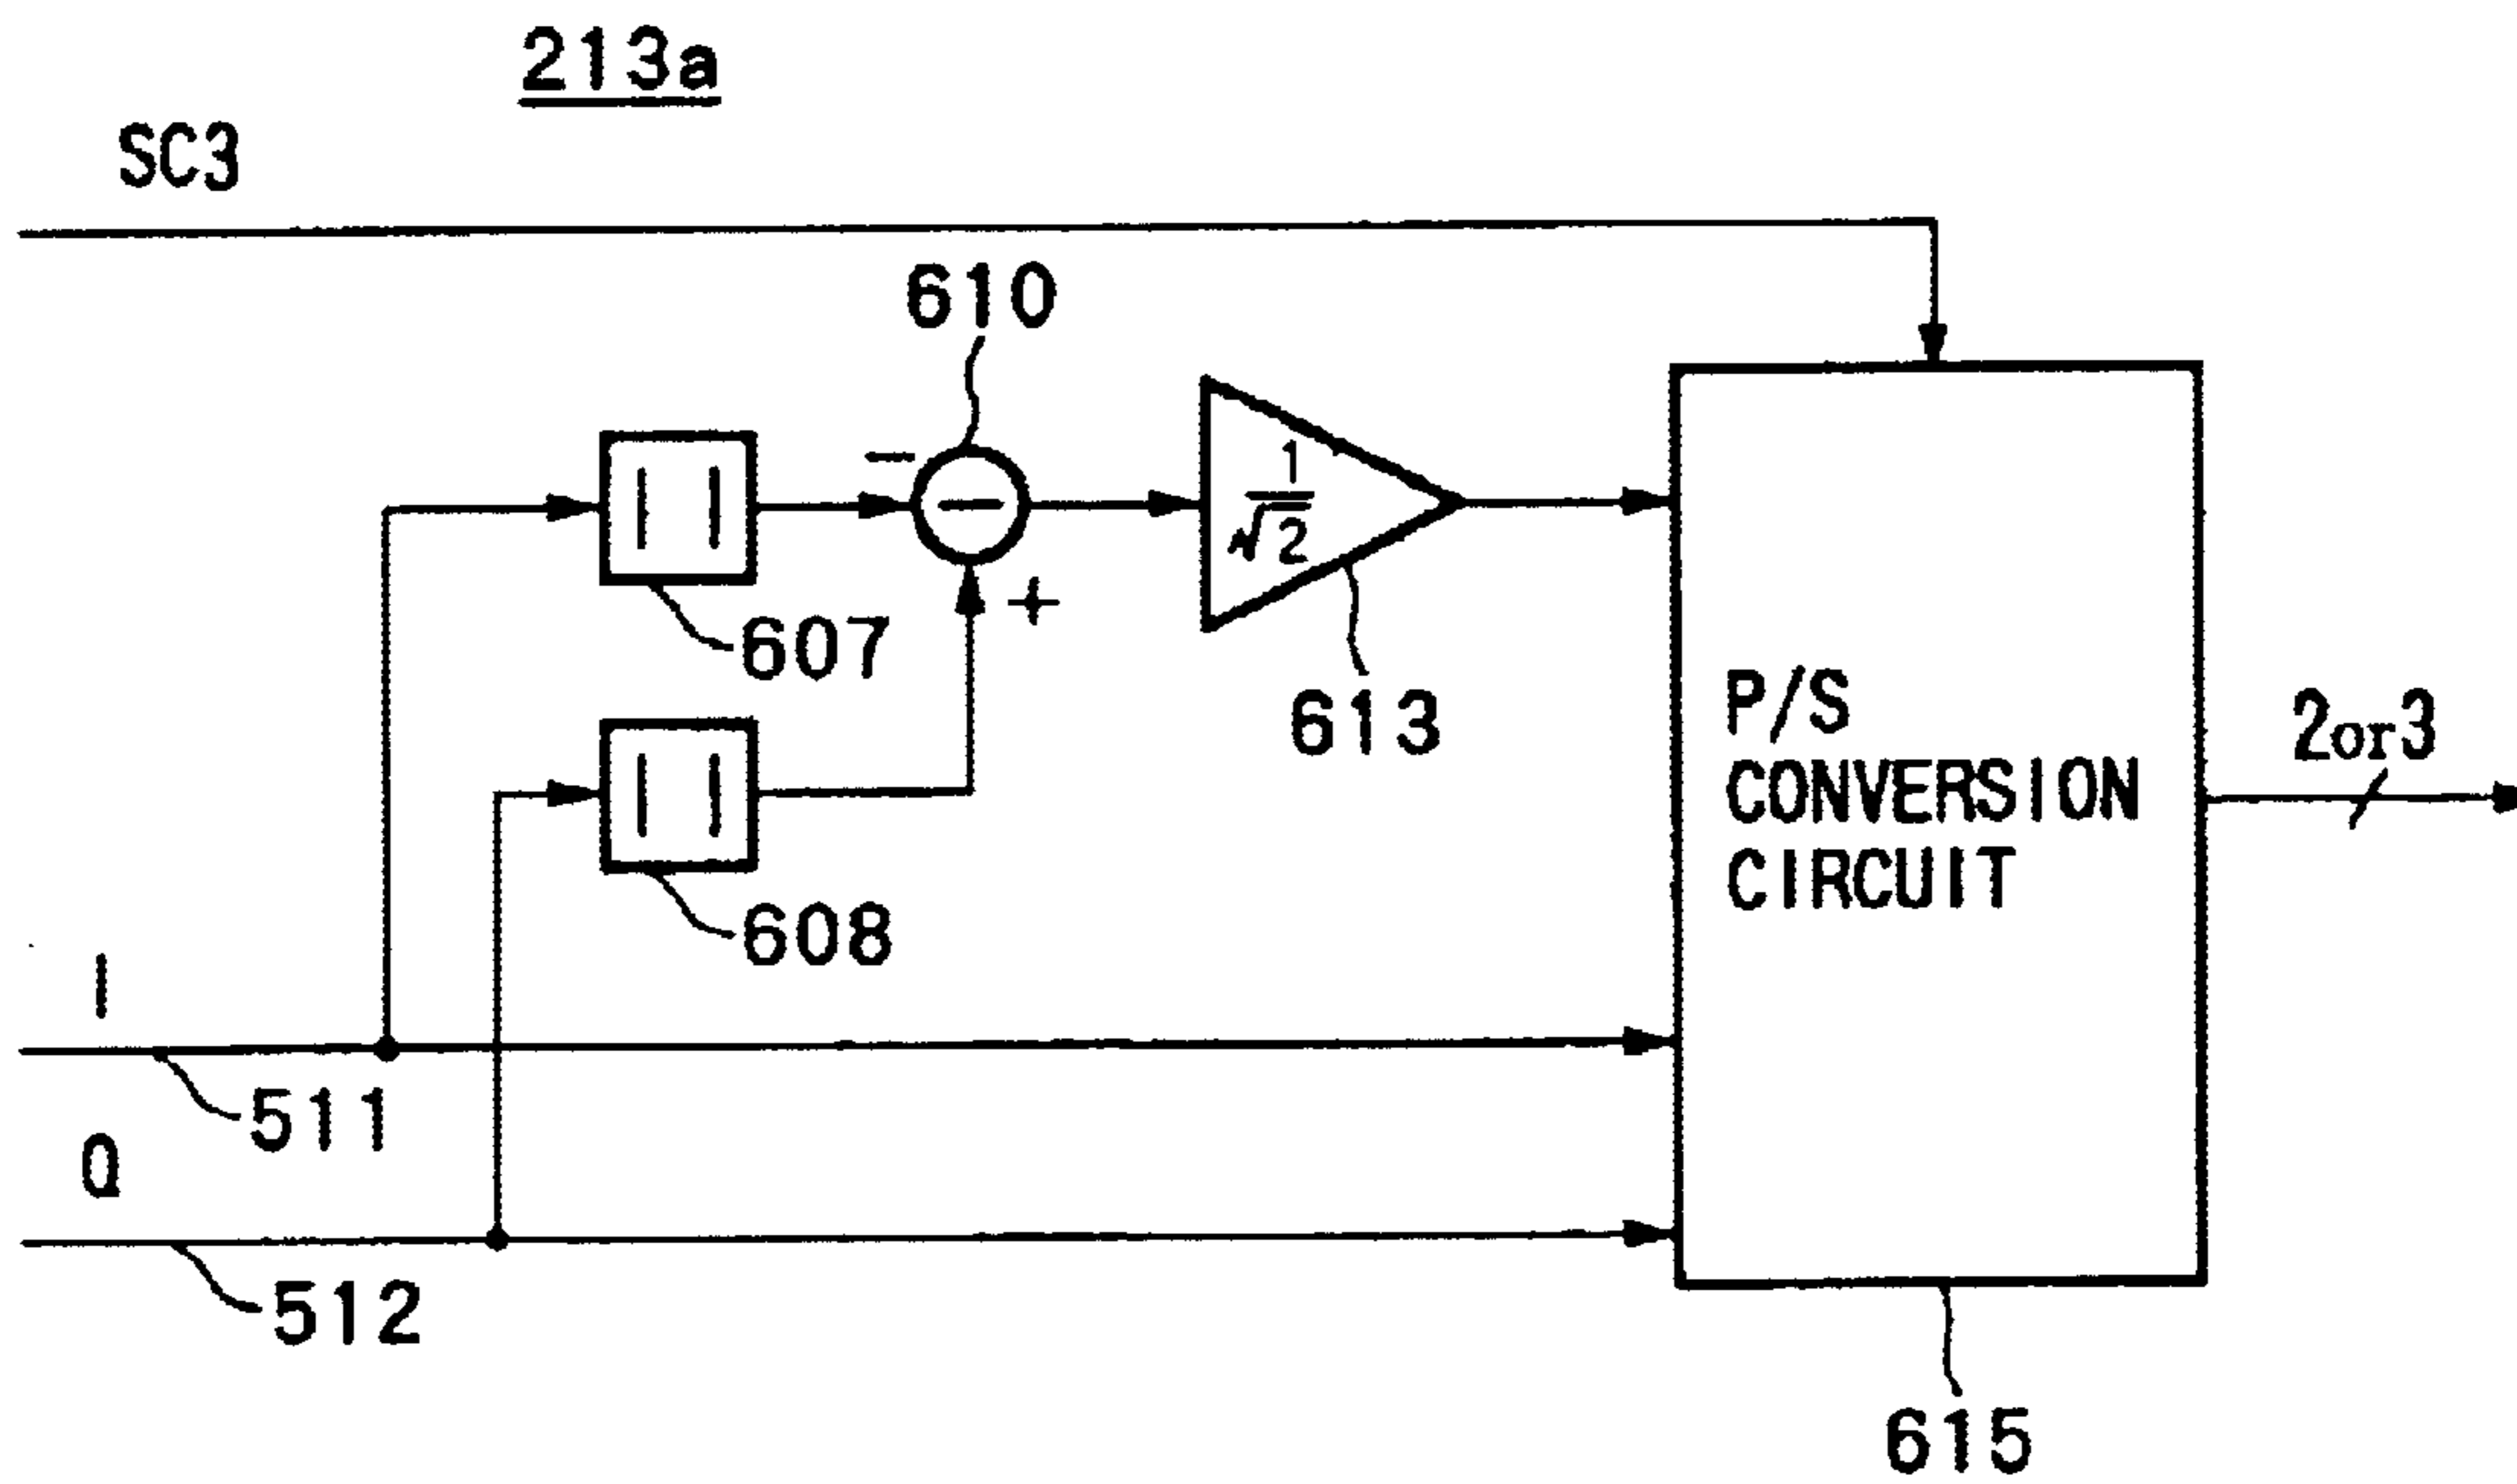 213a
SC3
610
−
| |
1
√2
+
607
613
P/S
CONVERSION
CIRCUIT
2or3
| |
608
I
511
Q
512
615